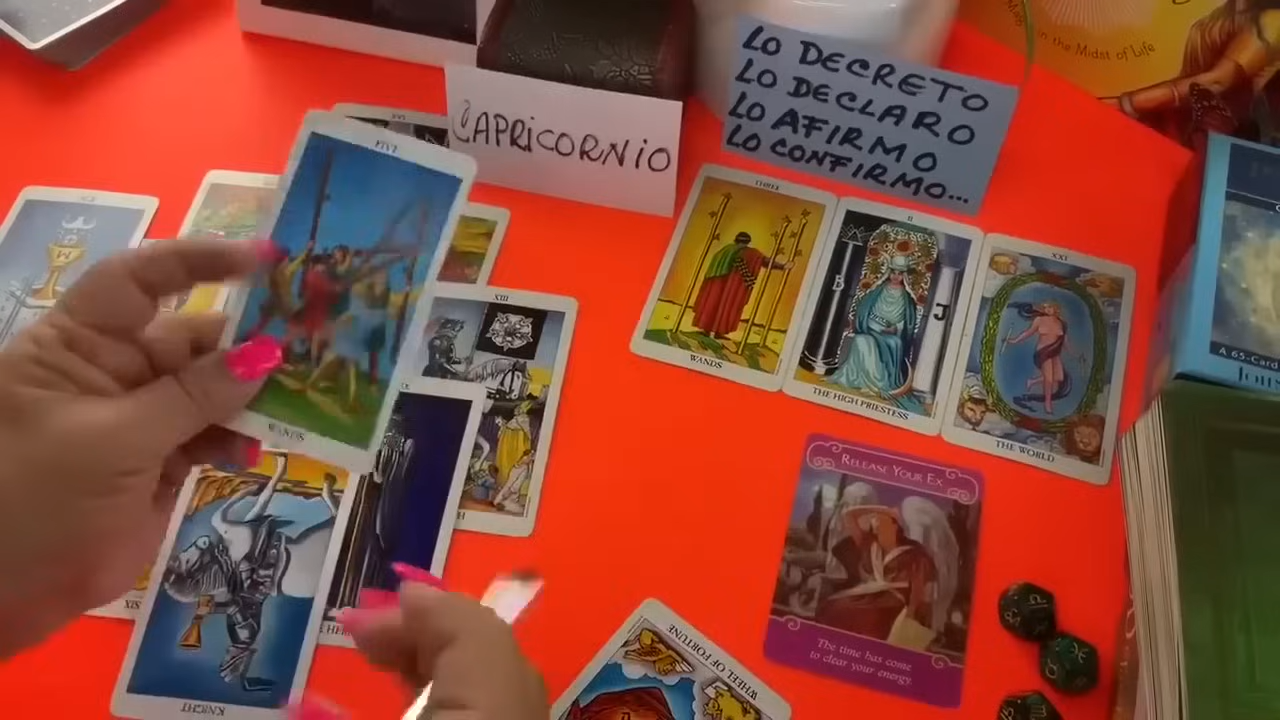 in the Midst of Life
LO DECRETO
LO DECLARO
LO AFIRMO
LO CONFIRMO...
CAPRICORNIO
XVI
FIVE
WANDS
THREE
WANDS
II
B
J
THE HIGH PRIESTESS
XXI
THE WORLD
XIII
RELEASE YOUR EX
The time has come
to clear your energy.
WHEEL OF FORTUNE
KNIGHT
XIX
A 65-Card